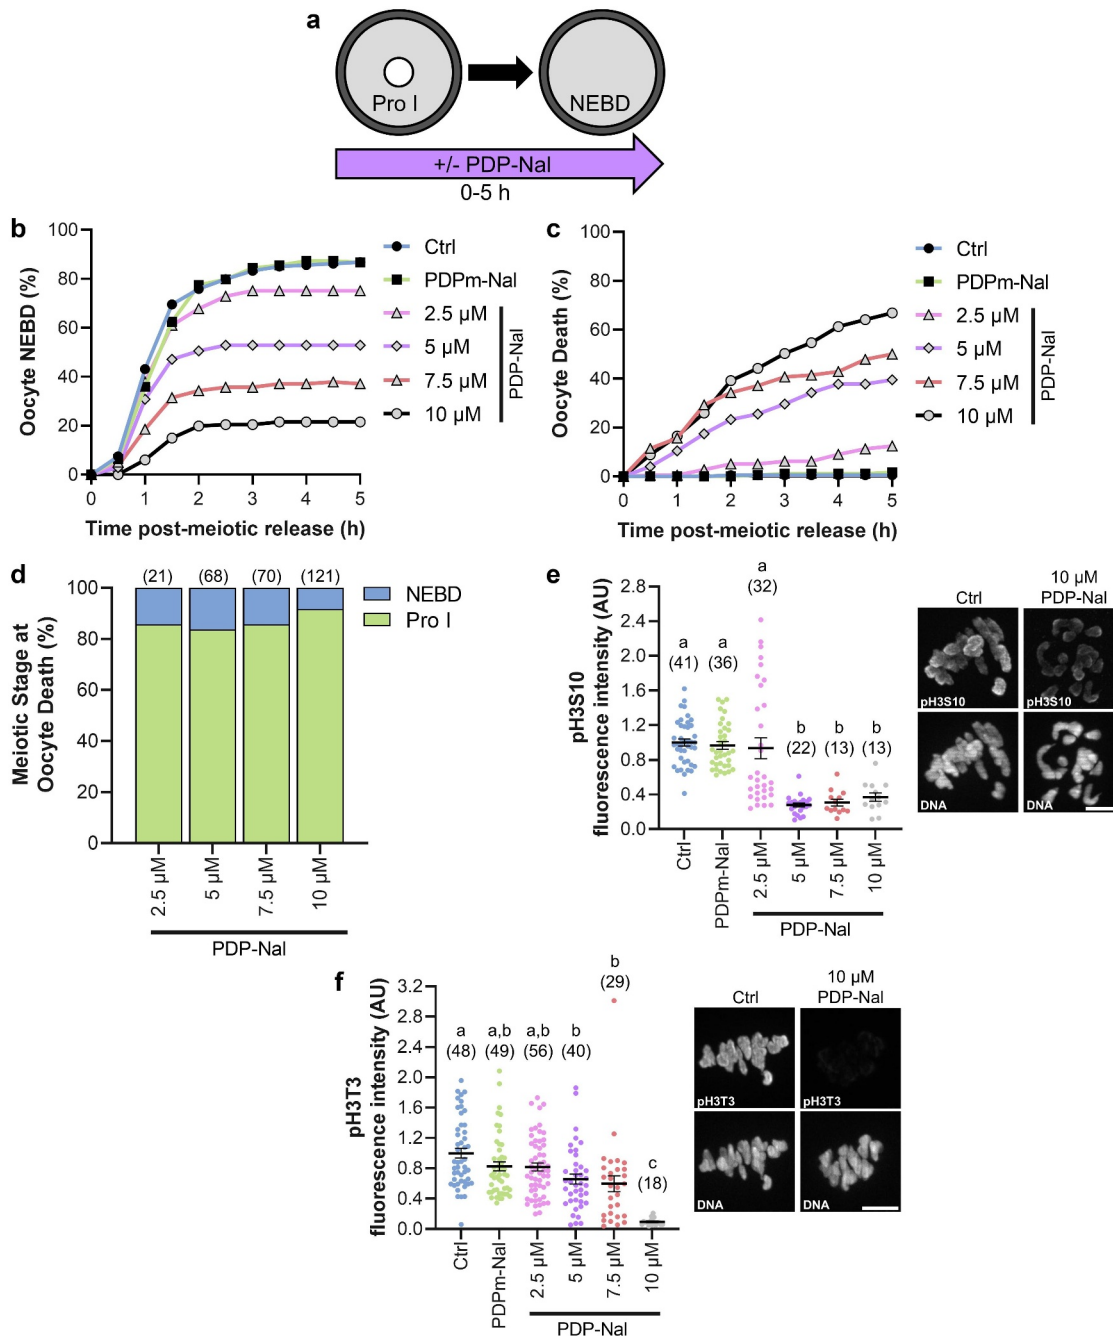 a
Pro I
NEBD
+/- PDP-Nal
0-5 h
b
Oocyte NEBD (%)
100
80
60
40
20
0
0 1 2 3 4 5
Time post-meiotic release (h)
Ctrl
PDPm-Nal
2.5 µM
5 µM
7.5 µM
10 µM
PDP-Nal
c
Oocyte Death (%)
100
80
60
40
20
0
0 1 2 3 4 5
Time post-meiotic release (h)
Ctrl
PDPm-Nal
2.5 µM
5 µM
7.5 µM
10 µM
PDP-Nal
d
Meiotic Stage at
Oocyte Death (%)
100
80
60
40
20
0
(21) (68) (70) (121)
NEBD
Pro I
2.5 µM
5 µM
7.5 µM
10 µM
PDP-Nal
e
pH3S10
fluorescence intensity (AU)
2.8
2.4
2.0
1.6
1.2
0.8
0.4
0.0
a
(41)
a
(36)
a
(32)
b
(22)
b
(13)
b
(13)
Ctrl
PDPm-Nal
2.5 µM
5 µM
7.5 µM
10 µM
PDP-Nal
Ctrl
10 µM
PDP-Nal
pH3S10
pH3S10
DNA
DNA
f
pH3T3
fluorescence intensity (AU)
3.2
2.8
2.4
2.0
1.6
1.2
0.8
0.4
0.0
a
(48)
a,b
(49)
a,b
(56)
b
(40)
b
(29)
c
(18)
Ctrl
PDPm-Nal
2.5 µM
5 µM
7.5 µM
10 µM
PDP-Nal
Ctrl
10 µM
PDP-Nal
pH3T3
pH3T3
DNA
DNA